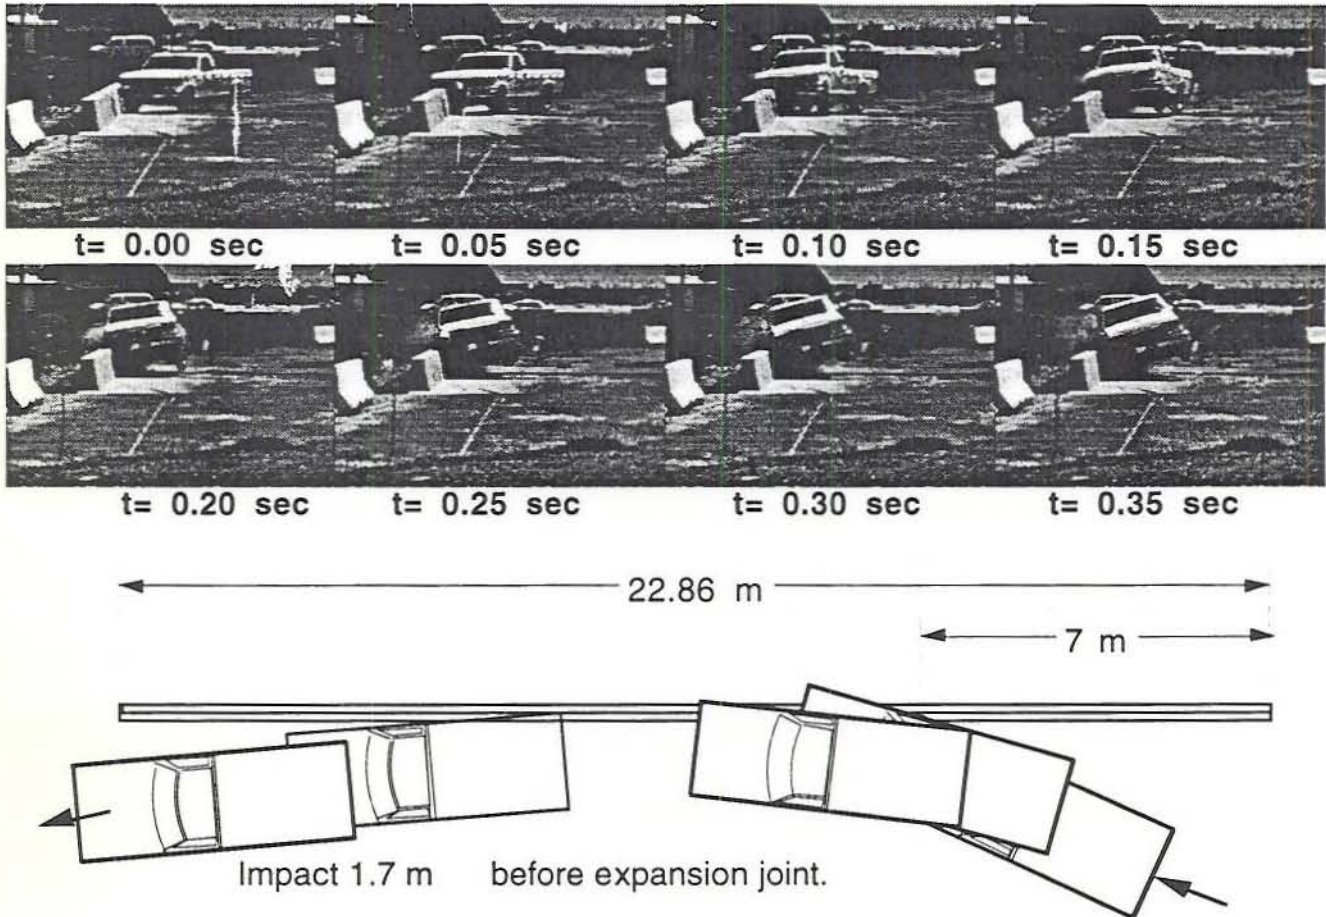 t= 0.00 sec t= 0.05 sec t= 0.10 sec t= 0.15 sec
t= 0.20 sec t= 0.25 sec t= 0.30 sec t= 0.35 sec
22.86 m
7 m
Impact 1.7 m before expansion joint.